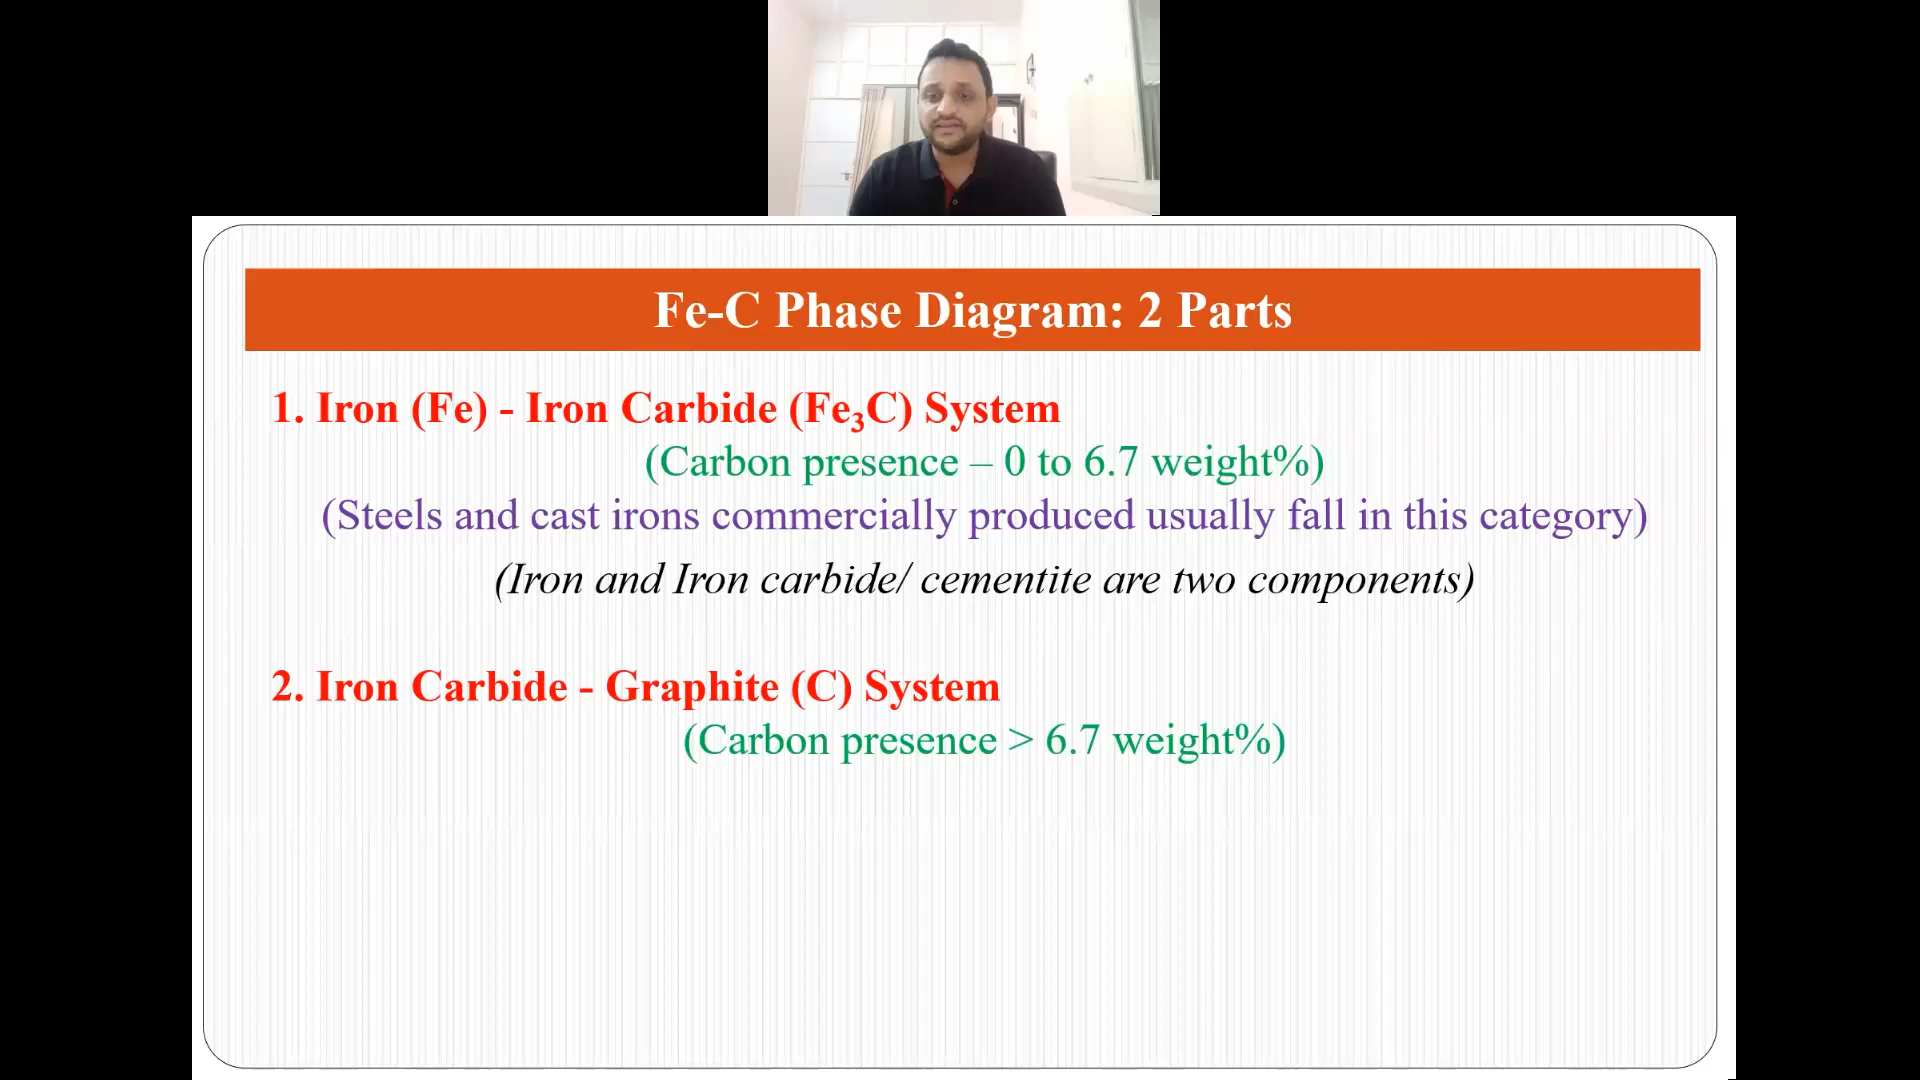 Fe-C Phase Diagram: 2 Parts
1. Iron (Fe) - Iron Carbide (Fe₃C) System
(Carbon presence – 0 to 6.7 weight%)
(Steels and cast irons commercially produced usually fall in this category)
(Iron and Iron carbide/ cementite are two components)
2. Iron Carbide - Graphite (C) System
(Carbon presence > 6.7 weight%)